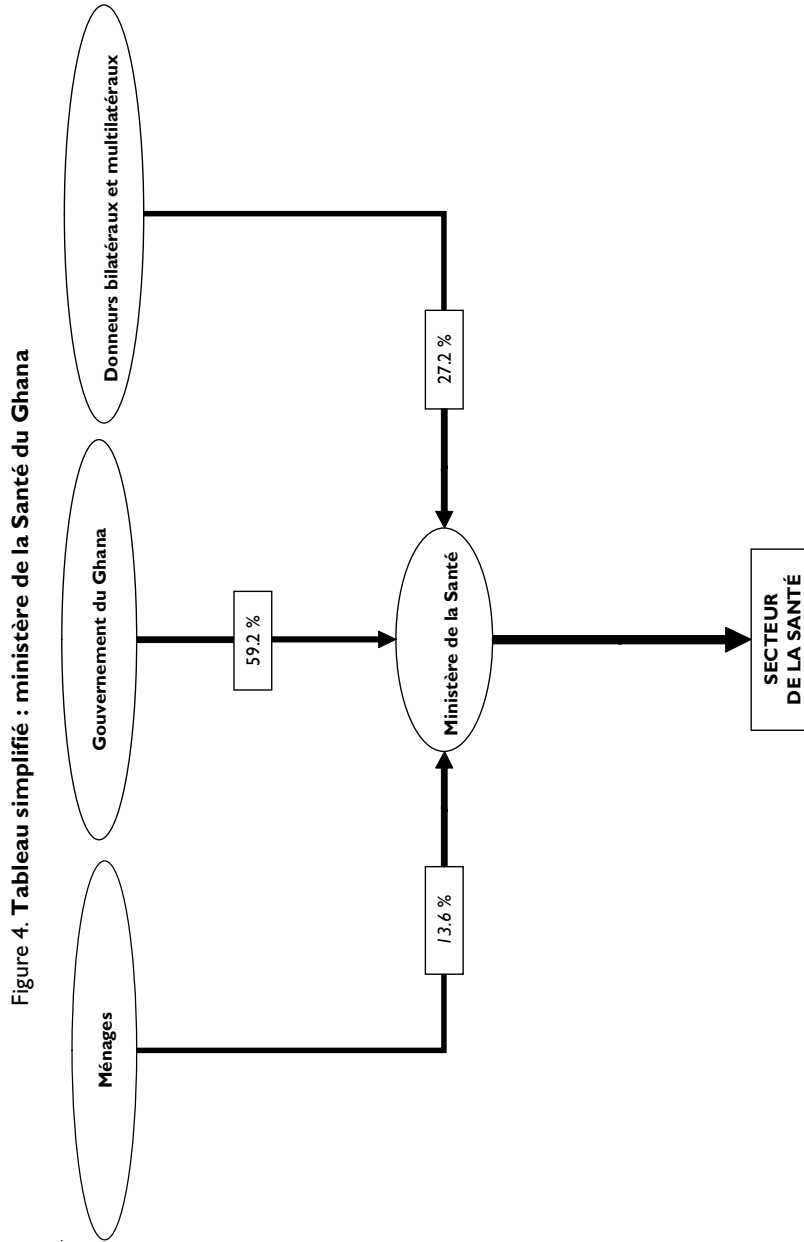 Figure 4. Tableau simplifié : ministère de la Santé du Ghana
Ménages
Gouvernement du Ghana
Donneurs bilatéraux et multilatéraux
59.2 %
13.6 %
27.2 %
Ministère de la Santé
SECTEUR
DE LA SANTÉ